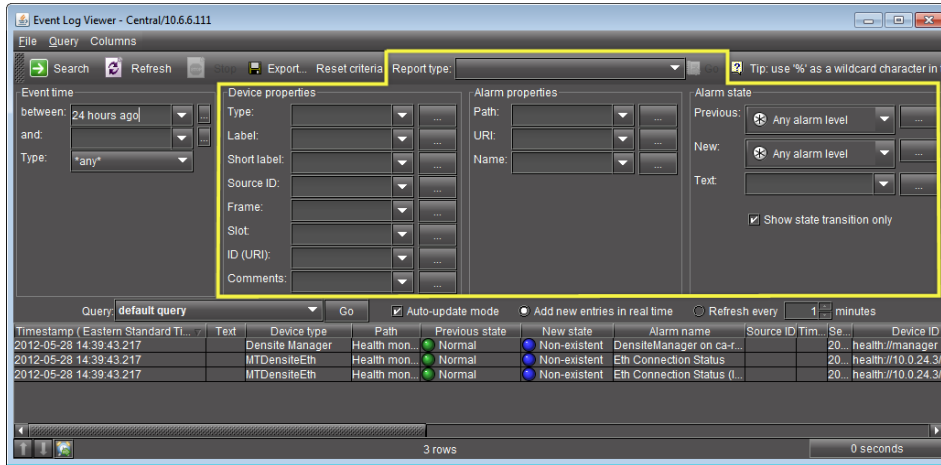 Event Log Viewer - Central/10.6.6.111
File Query Columns
Search Refresh Stop Export... Reset criteria Report type: Go Tip: use '%' as a wildcard character in
Event time Device properties Alarm properties Alarm state
between: 24 hours ago ... Type: ... Path: ... Previous: Any alarm level ...
and: ... Label: ... URI: ... New: Any alarm level ...
Type: *any* Short label: ... Name: ... Text: ...
Source ID: ...
Frame: ... Show state transition only
Slot: ...
ID (URI): ...
Comments: ...
Query: default query Go Auto-update mode Add new entries in real time Refresh every 1 minutes
Timestamp ( Eastern Standard Ti... Text Device type Path Previous state New state Alarm name Source ID Tim... Se... Device ID
2012-05-28 14:39:43.217 Densite Manager Health mon... Normal Non-existent DensiteManager on ca-r... 20... health://manager
2012-05-28 14:39:43.217 MTDensiteEth Health mon... Normal Non-existent Eth Connection Status 20... health://10.0.24.3/
2012-05-28 14:39:43.217 MTDensiteEth Health mon... Normal Non-existent Eth Connection Status (I... 20... health://10.0.24.3/
3 rows 0 seconds